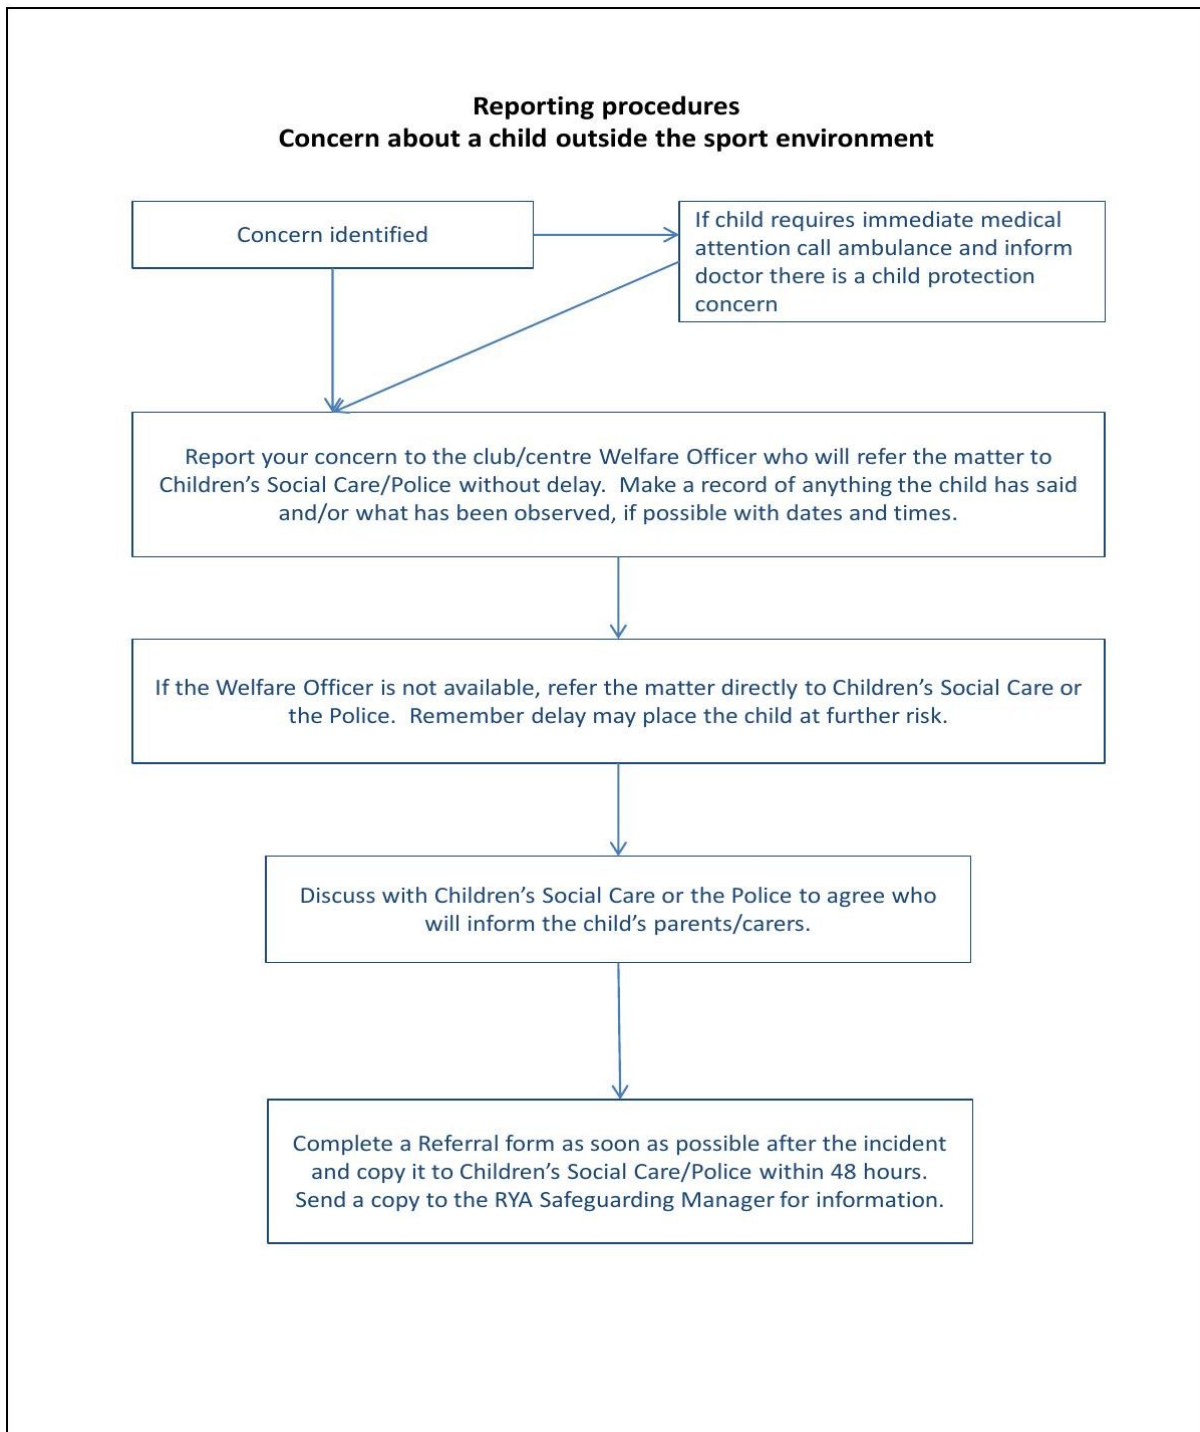 Reporting procedures
Concern about a child outside the sport environment
Concern identified
If child requires immediate medical
attention call ambulance and inform
doctor there is a child protection
concern
Report your concern to the club/centre Welfare Officer who will refer the matter to
Children’s Social Care/Police without delay.  Make a record of anything the child has said
and/or what has been observed, if possible with dates and times.
If the Welfare Officer is not available, refer the matter directly to Children’s Social Care or
the Police.  Remember delay may place the child at further risk.
Discuss with Children’s Social Care or the Police to agree who
will inform the child’s parents/carers.
Complete a Referral form as soon as possible after the incident
and copy it to Children’s Social Care/Police within 48 hours.
Send a copy to the RYA Safeguarding Manager for information.